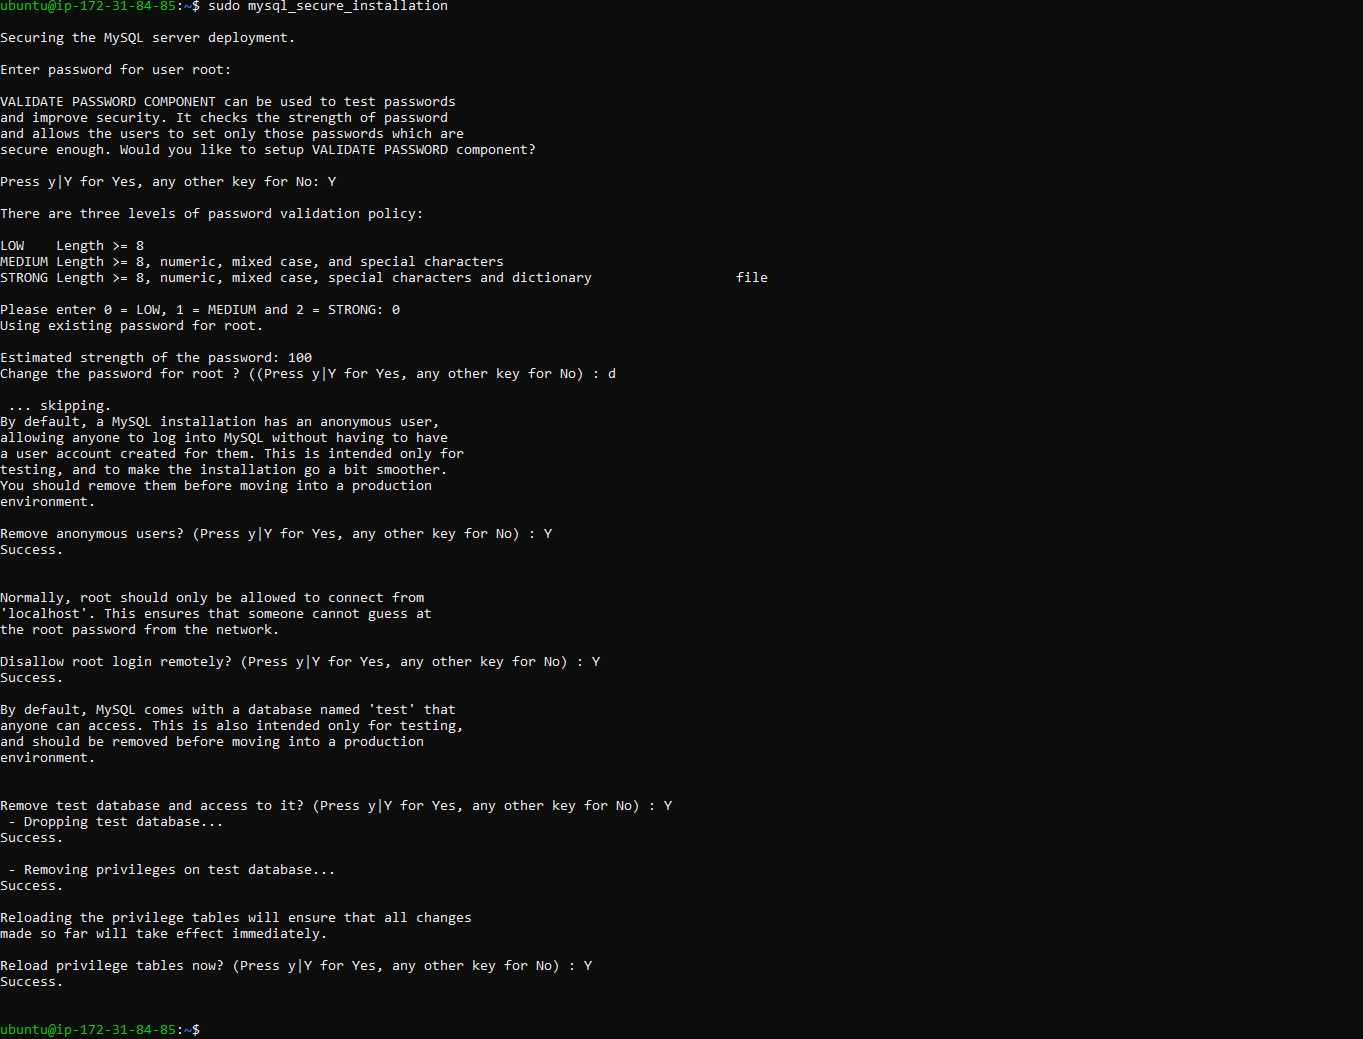 ubuntu@ip-172-31-84-85:~$ sudo mysql_secure_installation
Securing the MySQL server deployment.
Enter password for user root:
VALIDATE PASSWORD COMPONENT can be used to test passwords
and improve security. It checks the strength of password
and allows the users to set only those passwords which are
secure enough. Would you like to setup VALIDATE PASSWORD component?
Press y|Y for Yes, any other key for No: Y
There are three levels of password validation policy:
LOW    Length >= 8
MEDIUM Length >= 8, numeric, mixed case, and special characters
STRONG Length >= 8, numeric, mixed case, special characters and dictionary                  file
Please enter 0 = LOW, 1 = MEDIUM and 2 = STRONG: 0
Using existing password for root.
Estimated strength of the password: 100
Change the password for root ? ((Press y|Y for Yes, any other key for No) : d
 ... skipping.
By default, a MySQL installation has an anonymous user,
allowing anyone to log into MySQL without having to have
a user account created for them. This is intended only for
testing, and to make the installation go a bit smoother.
You should remove them before moving into a production
environment.
Remove anonymous users? (Press y|Y for Yes, any other key for No) : Y
Success.
Normally, root should only be allowed to connect from
'localhost'. This ensures that someone cannot guess at
the root password from the network.
Disallow root login remotely? (Press y|Y for Yes, any other key for No) : Y
Success.
By default, MySQL comes with a database named 'test' that
anyone can access. This is also intended only for testing,
and should be removed before moving into a production
environment.
Remove test database and access to it? (Press y|Y for Yes, any other key for No) : Y
 - Dropping test database...
Success.
 - Removing privileges on test database...
Success.
Reloading the privilege tables will ensure that all changes
made so far will take effect immediately.
Reload privilege tables now? (Press y|Y for Yes, any other key for No) : Y
Success.
ubuntu@ip-172-31-84-85:~$